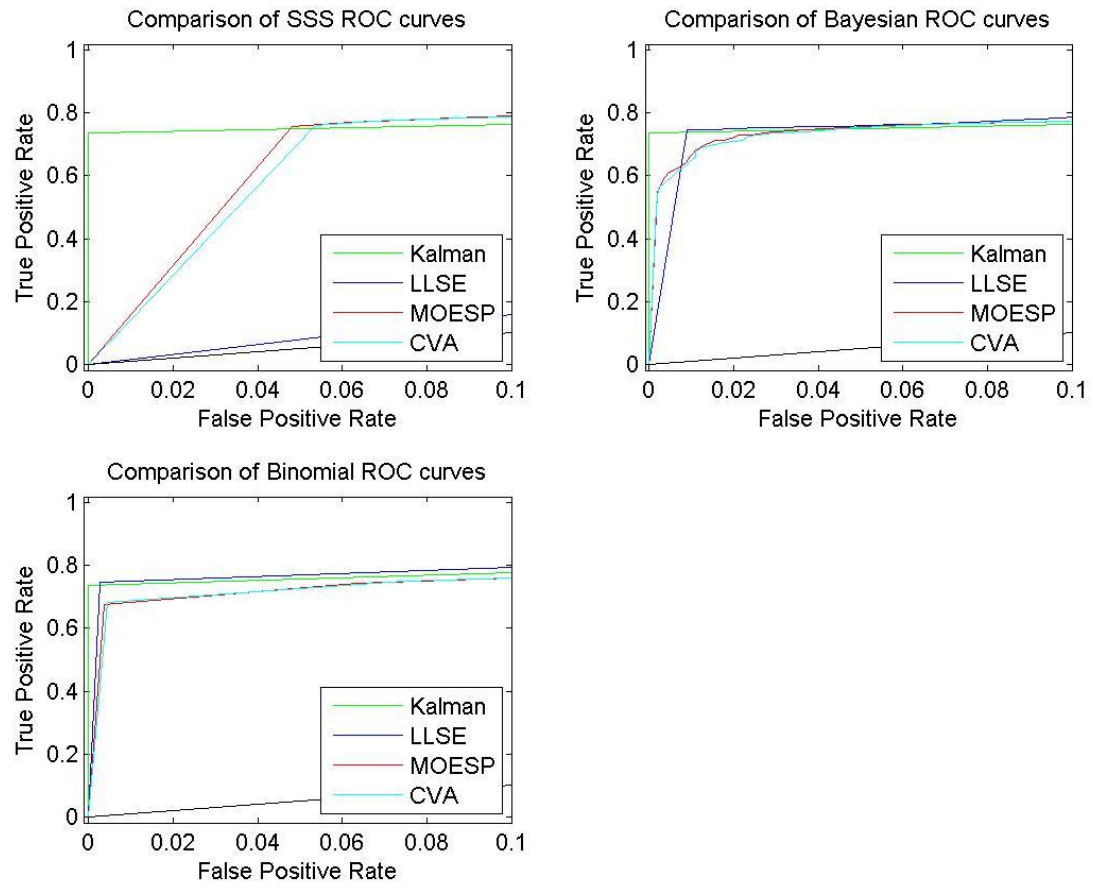 Comparison of SSS ROC curves
1
0.8
0.6
0.4
0.2
0
True Positive Rate
Kalman
LLSE
MOESP
CVA
0 0.02 0.04 0.06 0.08 0.1
False Positive Rate
Comparison of Bayesian ROC curves
1
0.8
0.6
0.4
0.2
0
True Positive Rate
Kalman
LLSE
MOESP
CVA
0 0.02 0.04 0.06 0.08 0.1
False Positive Rate
Comparison of Binomial ROC curves
1
0.8
0.6
0.4
0.2
0
True Positive Rate
Kalman
LLSE
MOESP
CVA
0 0.02 0.04 0.06 0.08 0.1
False Positive Rate